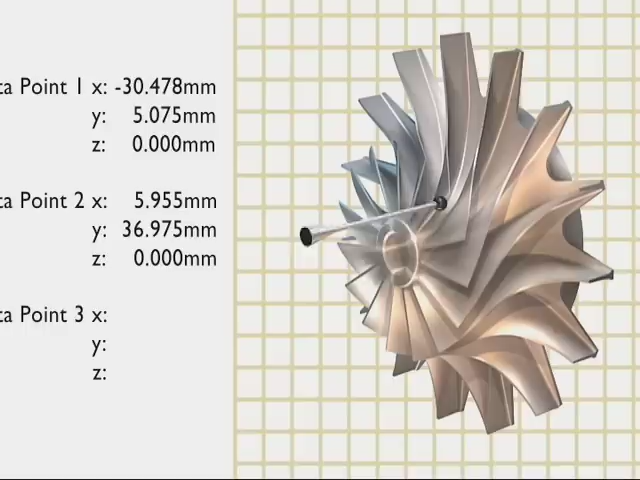 ta Point 1 x: -30.478mm
y: 5.075mm
z: 0.000mm
ta Point 2 x: 5.955mm
y: 36.975mm
z: 0.000mm
ta Point 3 x:
y:
z: